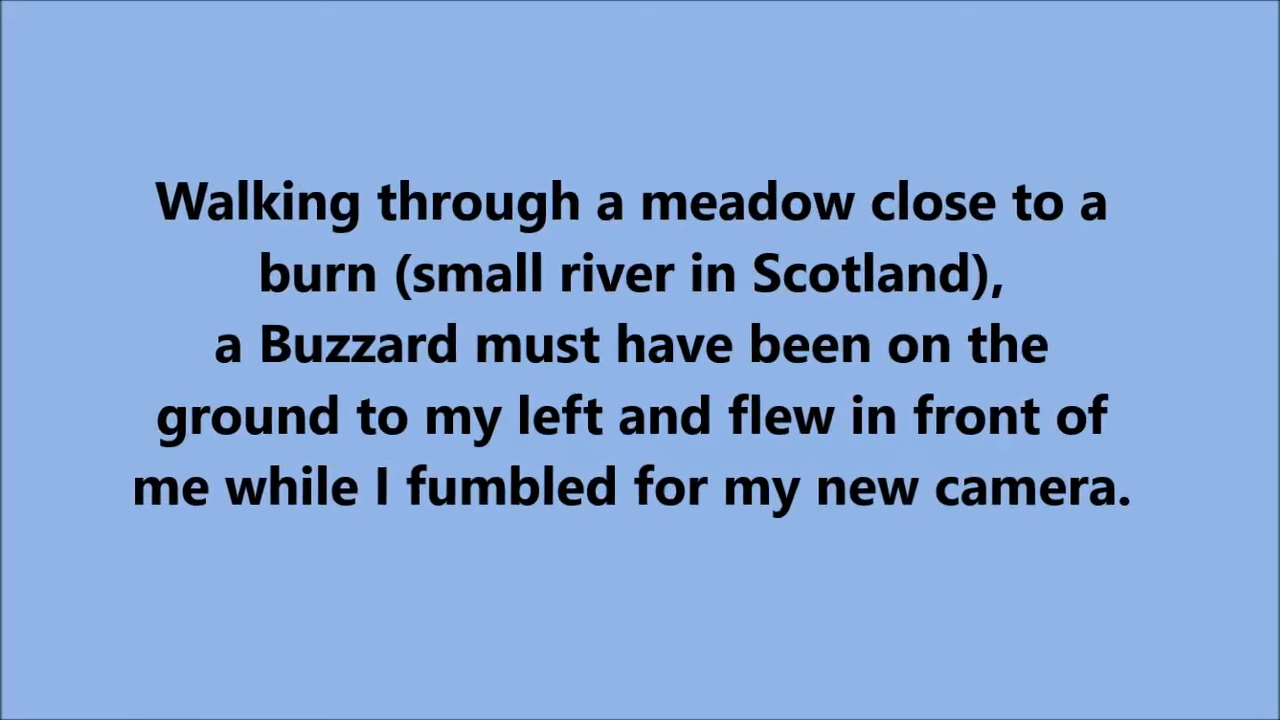 Walking through a meadow close to a
burn (small river in Scotland),
a Buzzard must have been on the
ground to my left and flew in front of
me while I fumbled for my new camera.